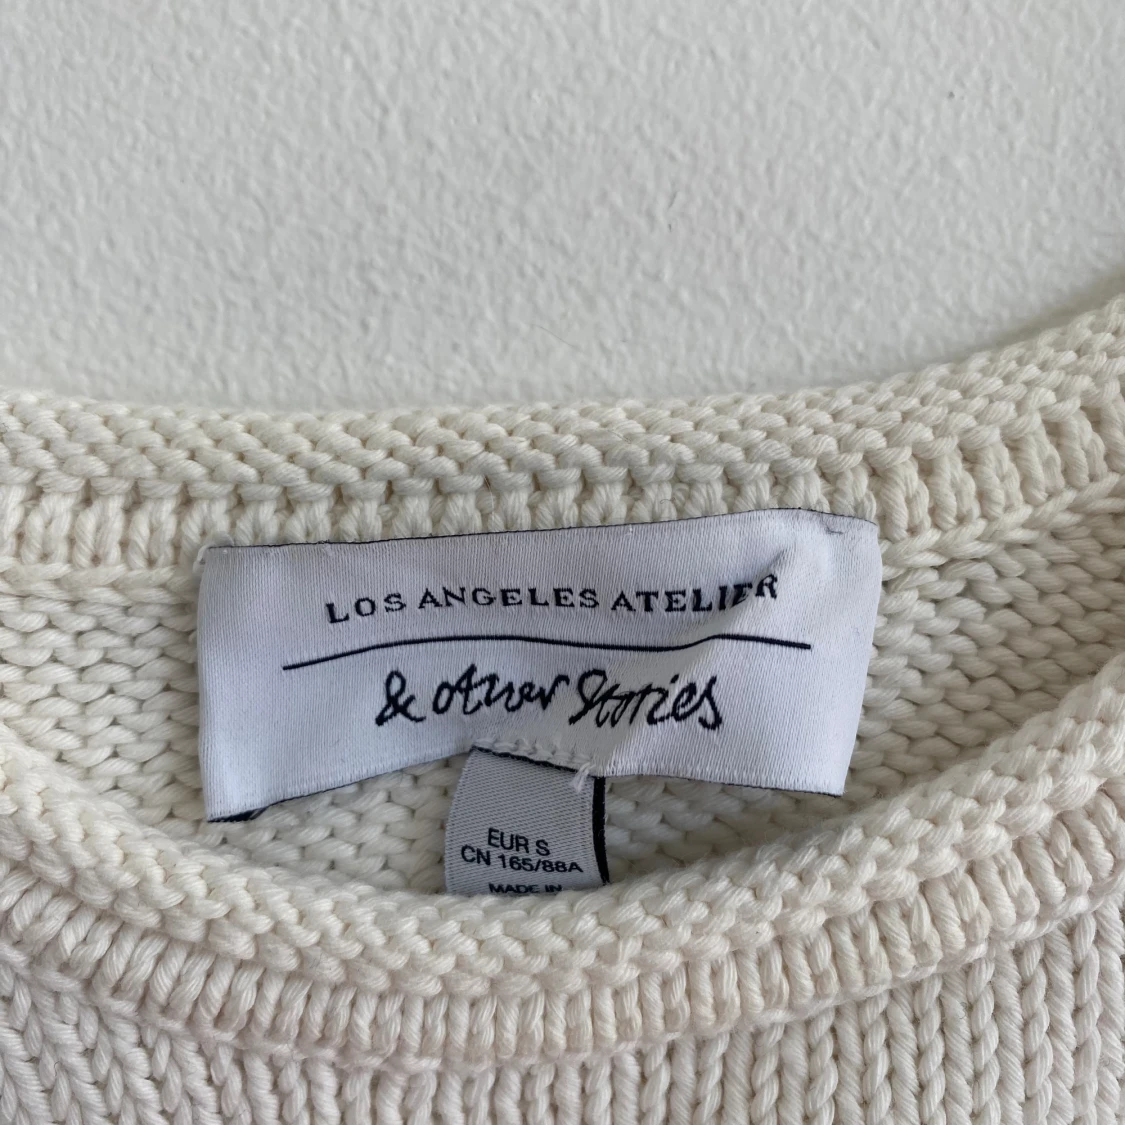 LOS ANGELES ATELIER
& other Stories
EUR S
CN 165/88A
MADE IN